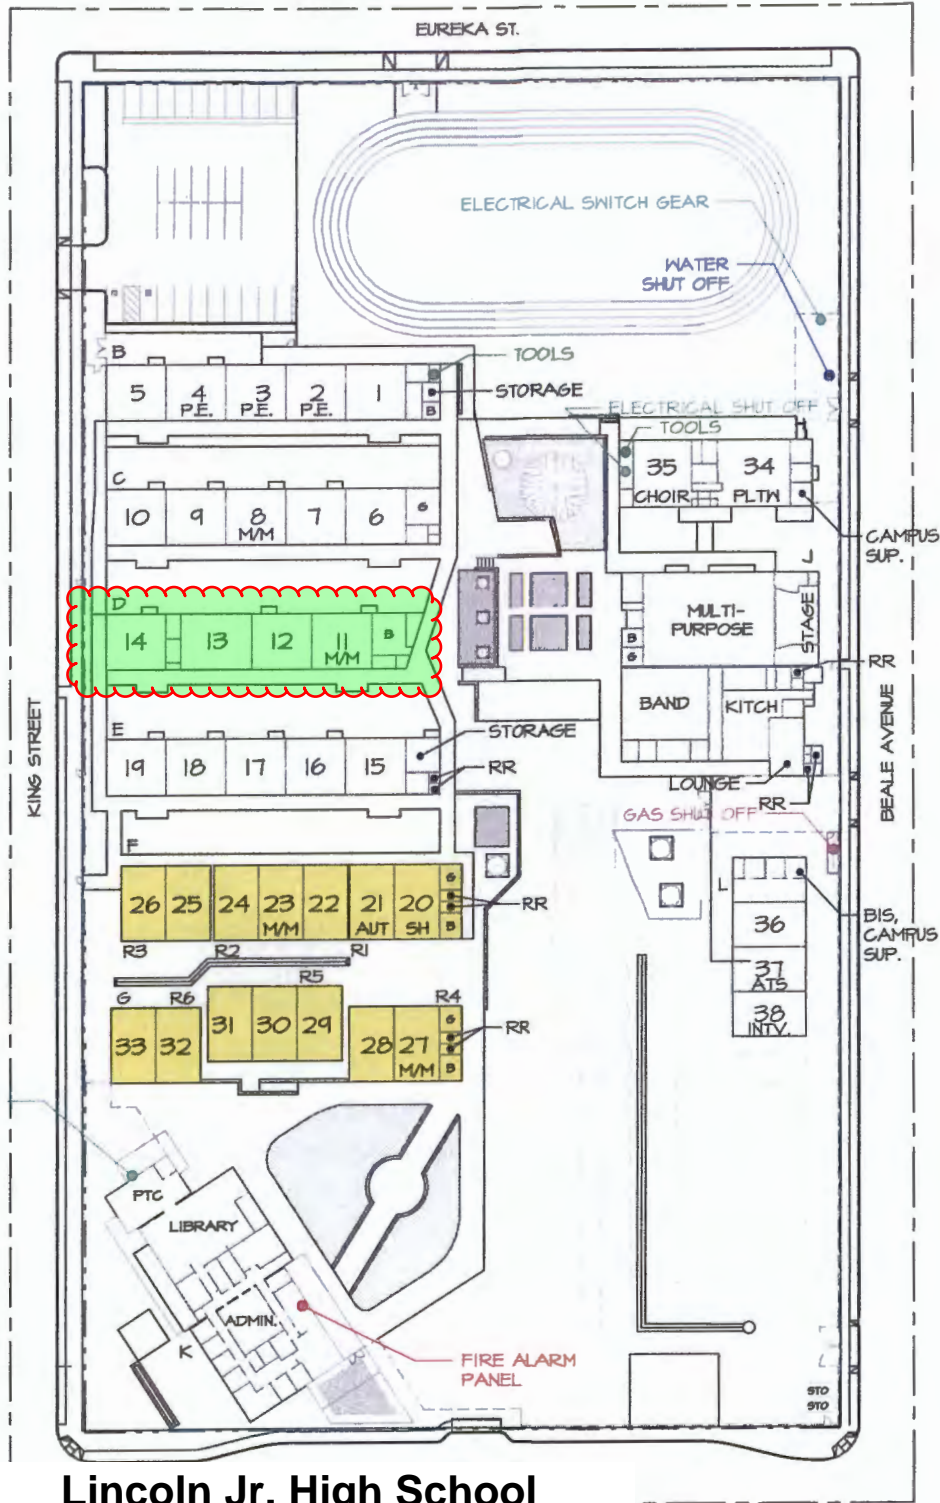 EUREKA ST.
ELECTRICAL SWITCH GEAR
WATER
SHUT OFF
B
TOOLS
5 4 3 2 1
P.E. P.E. P.E.
STORAGE
B
ELECTRICAL SHUT OFF
TOOLS
35 34
CHOIR PLTW
C
10 9 8 7 6 G
M/M
CAMPUS
SUP.
L
D
14 13 12 11 B
M/M
MULTI-
PURPOSE
STAGE
B
G
RR
BAND KITCH
KING STREET
BEALE AVENUE
E
STORAGE
19 18 17 16 15
RR
LOUNGE
RR
GAS SHUT OFF
F
26 25 24 23 22 21 20 G
M/M AUT SH B
RR
R3 R2 R1
L
36
BIS,
CAMPUS
SUP.
37
ATS
38
INTV.
R5
G R6 R4
33 32 31 30 29 28 27 G
M/M B
RR
PTC
LIBRARY
ADMIN.
K
FIRE ALARM
PANEL
STO
STO
Lincoln Jr. High School